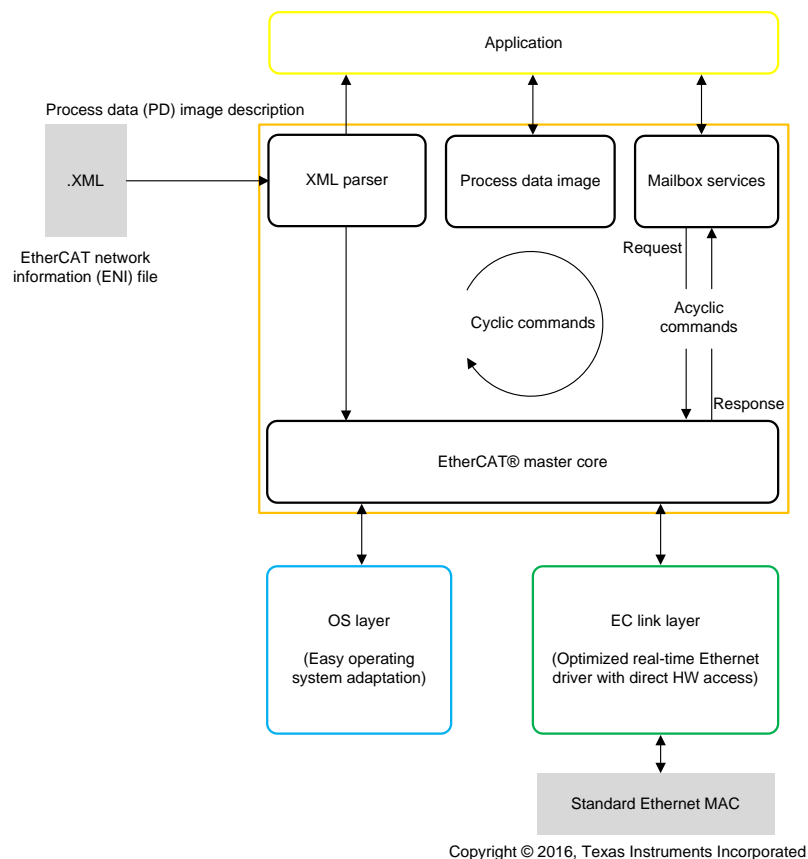 Application
Process data (PD) image description
.XML
XML parser
Process data image
Mailbox services
EtherCAT network
information (ENI) file
Request
Cyclic commands
Acyclic
commands
Response
EtherCAT® master core
OS layer
(Easy operating
system adaptation)
EC link layer
(Optimized real-time Ethernet
driver with direct HW access)
Standard Ethernet MAC
Copyright © 2016, Texas Instruments Incorporated